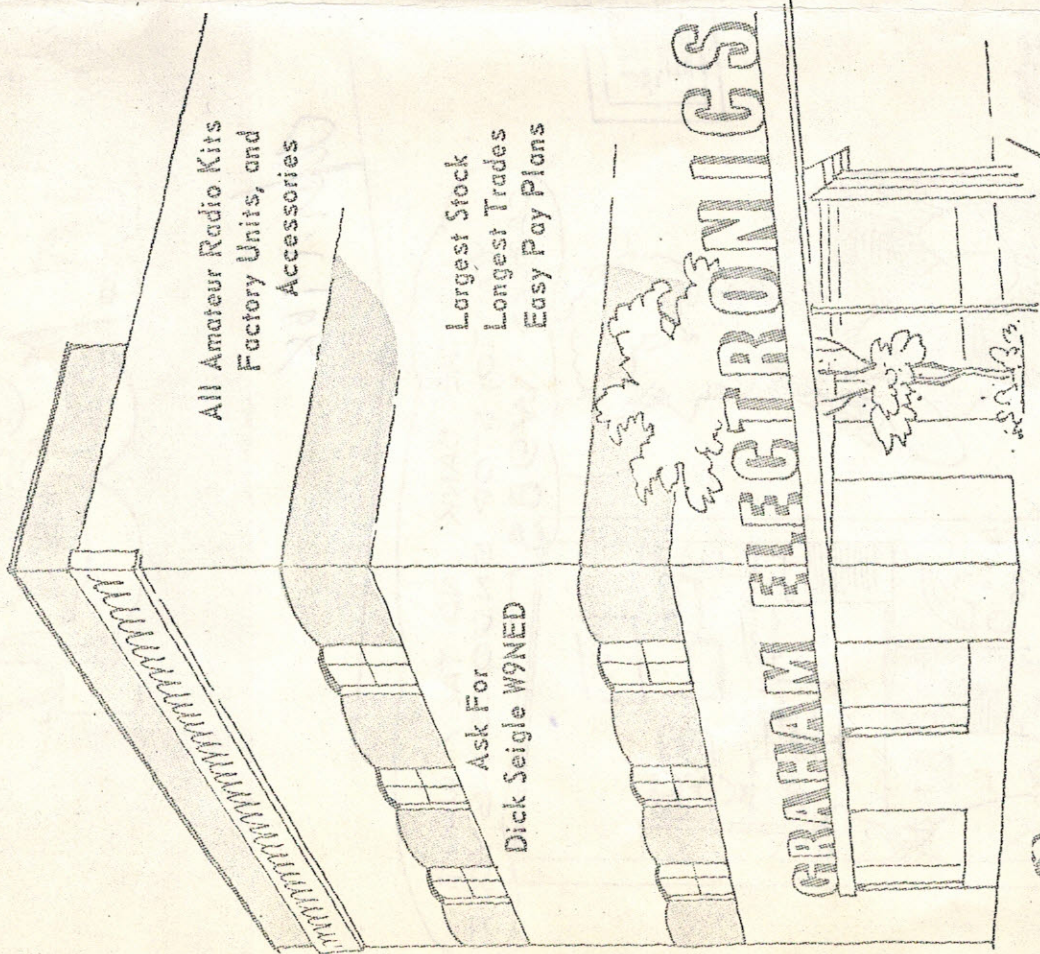 All Amateur Radio Kits
Factory Units, and
Accessories
Largest Stock
Longest Trades
Easy Pay Plans
Ask For
Dick Seigle W9NED
GRAHAM ELECTRONICS